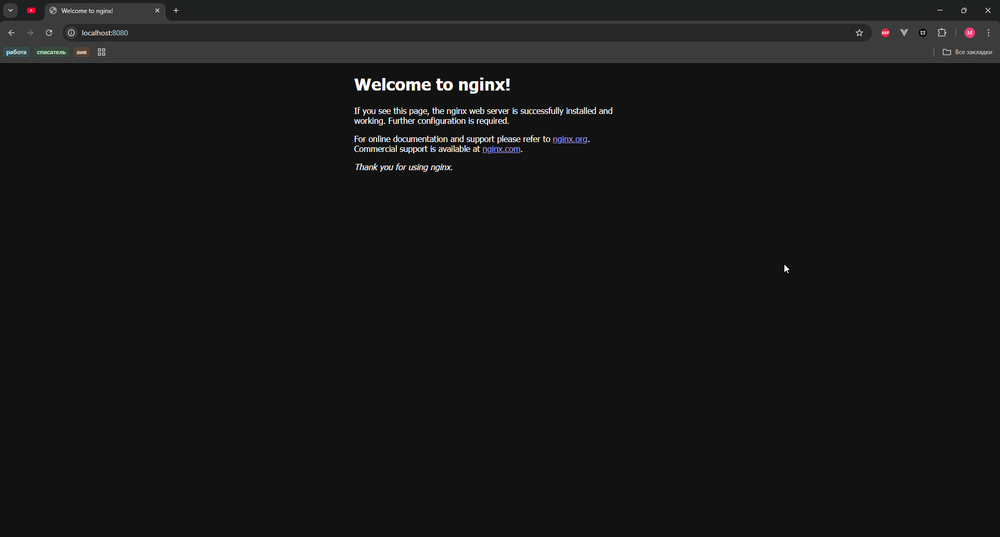 Welcome to nginx!
localhost:8080
ABP
M
работа
спасатель
аик
Все закладки
Welcome to nginx!
If you see this page, the nginx web server is successfully installed and
working. Further configuration is required.
For online documentation and support please refer to nginx.org.
Commercial support is available at nginx.com.
Thank you for using nginx.